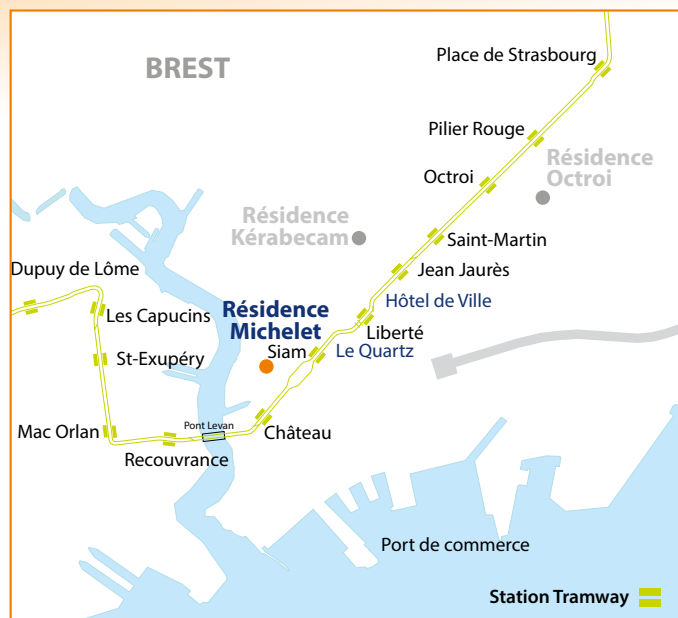 Place de Strasbourg
BREST
Pilier Rouge
Résidence
Octroi
Octroi
Résidence
Kérabecam
Saint-Martin
Jean Jaurès
Dupuy de Lôme
Hôtel de Ville
Les Capucins
Résidence
Michelet
Liberté
Siam
Le Quartz
St-Exupéry
Mac Orlan
Pont Levan
Château
Recouvrance
Port de commerce
Station Tramway